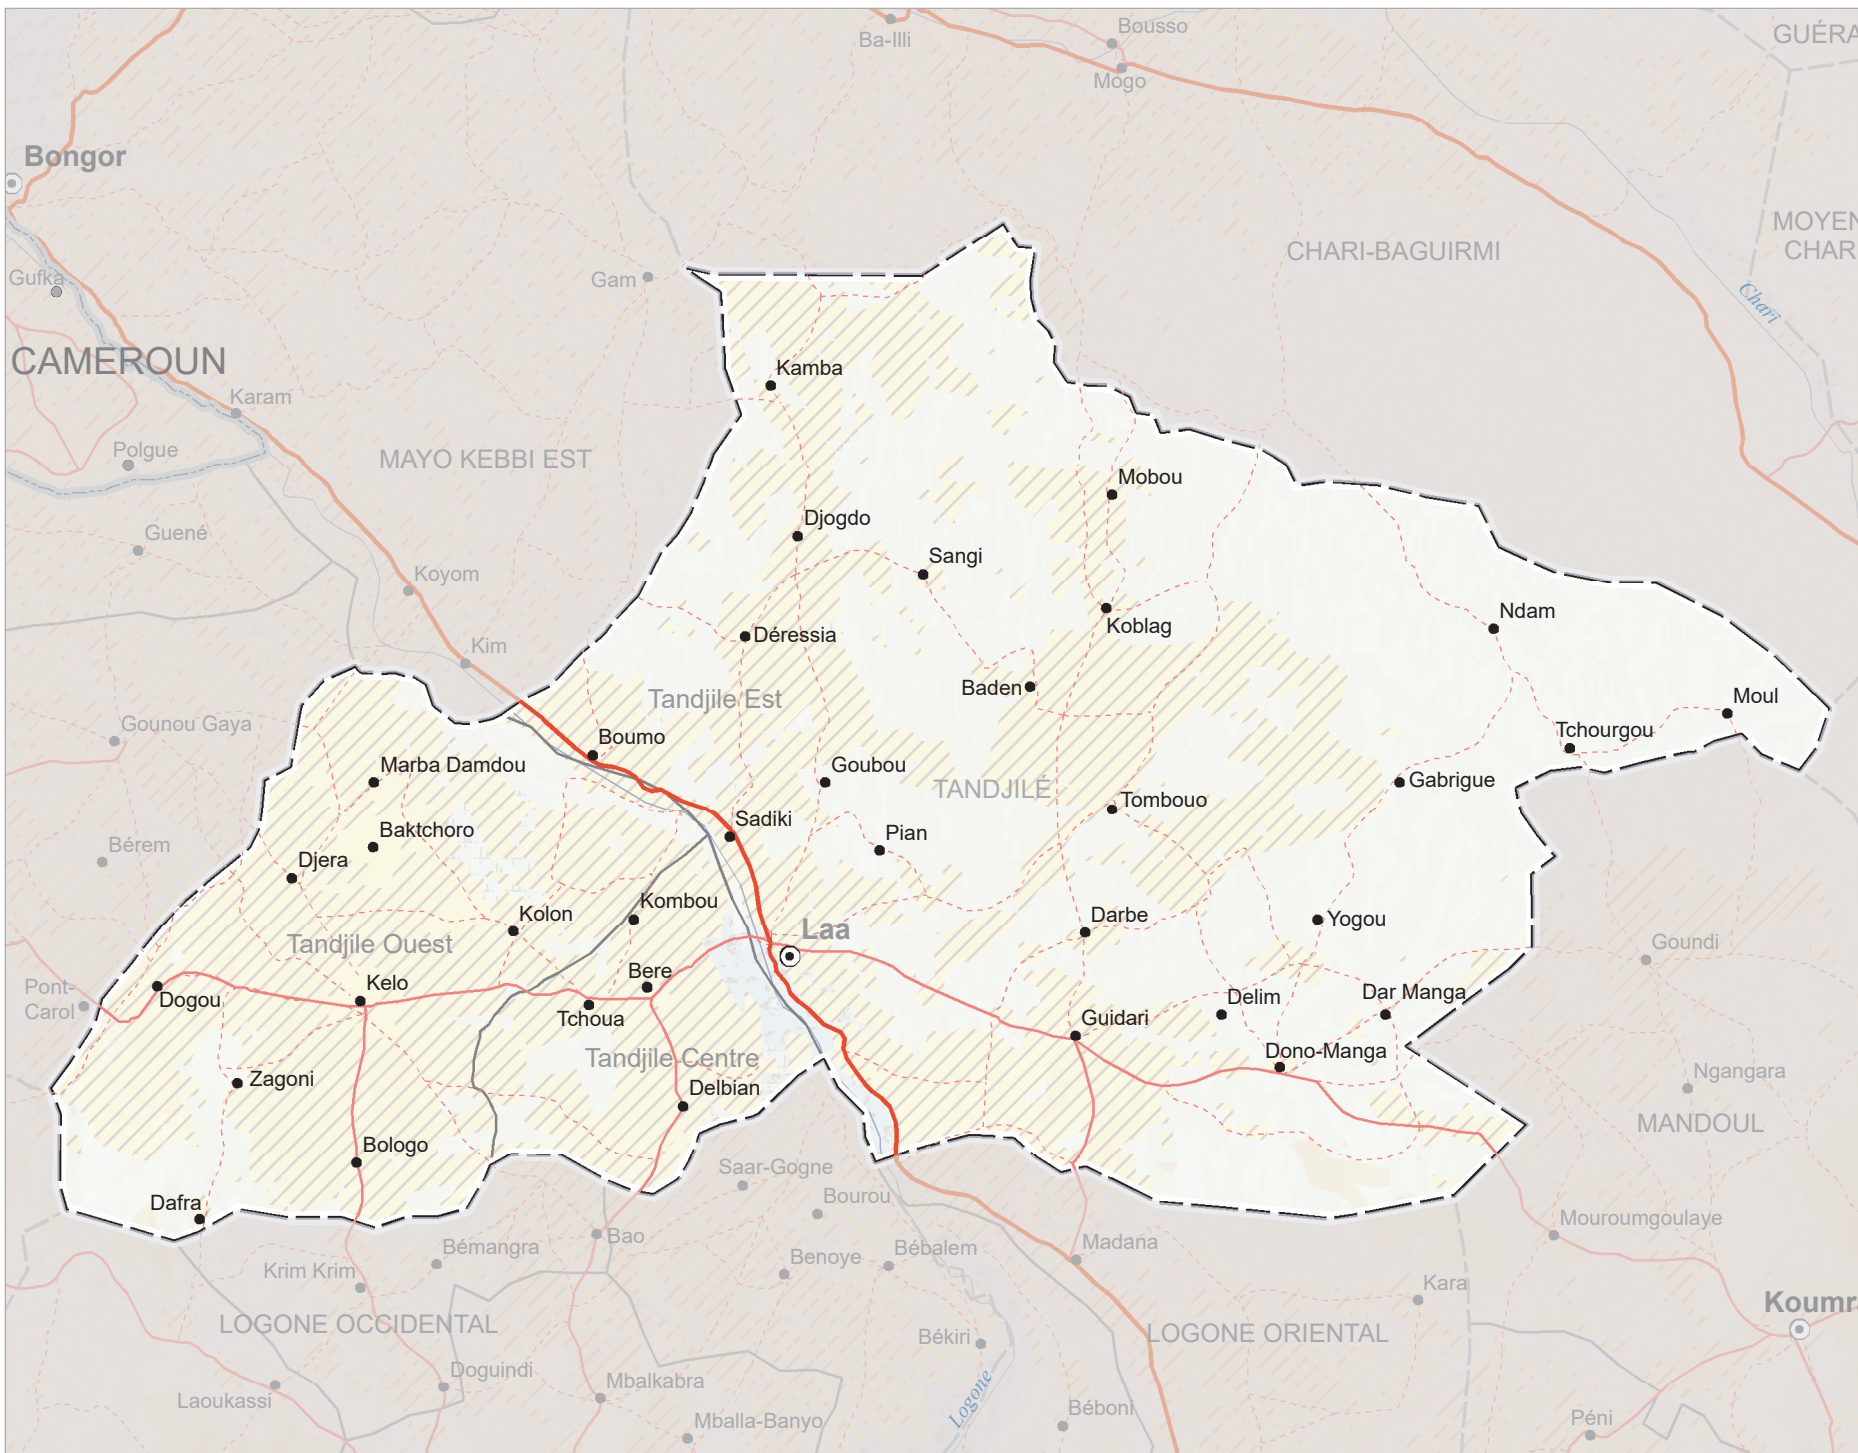 Ba-Illi
Bousso
GUÉRA
Mogo
Bongor
MOYEN
CHAR
CHARI-BAGUIRMI
Gam
Gufka
Chari
CAMEROUN
Kamba
Karam
Polgue
MAYO KEBBI EST
Mobou
Djogdo
Guené
Sangi
Koyom
Ndam
Koblag
Déressia
Kim
Baden
Tandjile Est
Moul
Gounou Gaya
Tchourgou
Boumo
Marba Damdou
Goubou
TANDJILÉ
Gabrigue
Tombouo
Sadiki
Baktchoro
Pian
Bérem
Djera
Kombou
Kolon
Darbe
Yogou
Laa
Tandjile Ouest
Goundi
Bere
Kelo
Pont-
Carol
Dogou
Delim
Dar Manga
Tchoua
Guidari
Dono-Manga
Tandjile Centre
Zagoni
Ngangara
Delbian
MANDOUL
Bologo
Saar-Gogne
Bourou
Dafra
Mouroumgoulaye
Bao
Bémangra
Bébalem
Madana
Benoye
Krim Krim
Kara
Koumr
LOGONE OCCIDENTAL
LOGONE ORIENTAL
Békiri
Doguindi
Mbalkabra
Logone
Laoukassi
Béboni
Mballa-Banyo
Péni